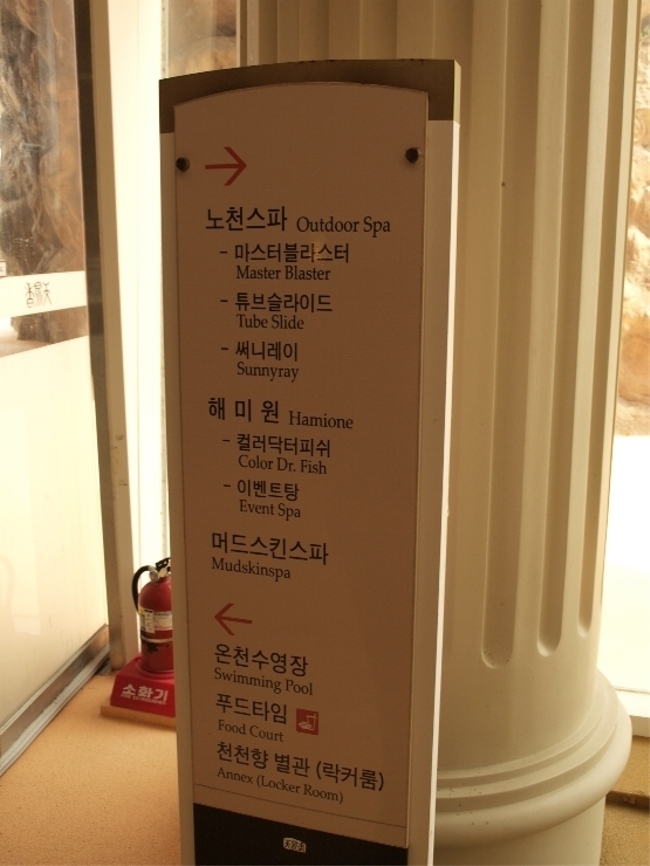 노천스파 Outdoor Spa
- 마스터블라스터
Master Blaster
- 튜브슬라이드
Tube Slide
- 써니레이
Sunnyray
해 미 원 Hamione
- 컬러닥터피쉬
Color Dr. Fish
- 이벤트탕
Event Spa
머드스킨스파
Mudskinspa
온천수영장
Swimming Pool
푸드타임
Food Court
천천향 별관 (락커룸)
Annex (Locker Room)
소화기